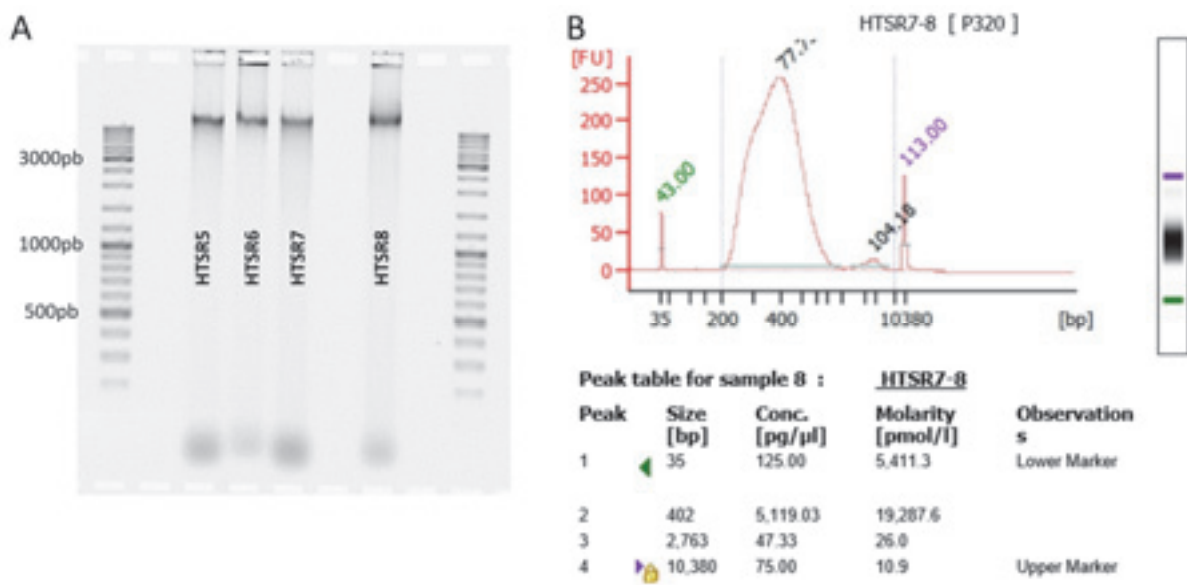 A
3000pb
1000pb
500pb
HTSR5
HTSR6
HTSR7
HTSR8
B
HTSR7-8 [ P320 ]
[FU]
250
200
150
100
50
0
43,00
104,18
113,00
35
200
400
10380
[bp]
Peak table for sample 8 : HTSR7-8
Peak Size [bp] Conc. [pg/µl] Molarity [pmol/l] Observation s
1 35 125.00 5,411.3 Lower Marker
2 402 5,119.03 19,287.6
3 2,763 47.33 26.0
4 10,380 75.00 10.9 Upper Marker